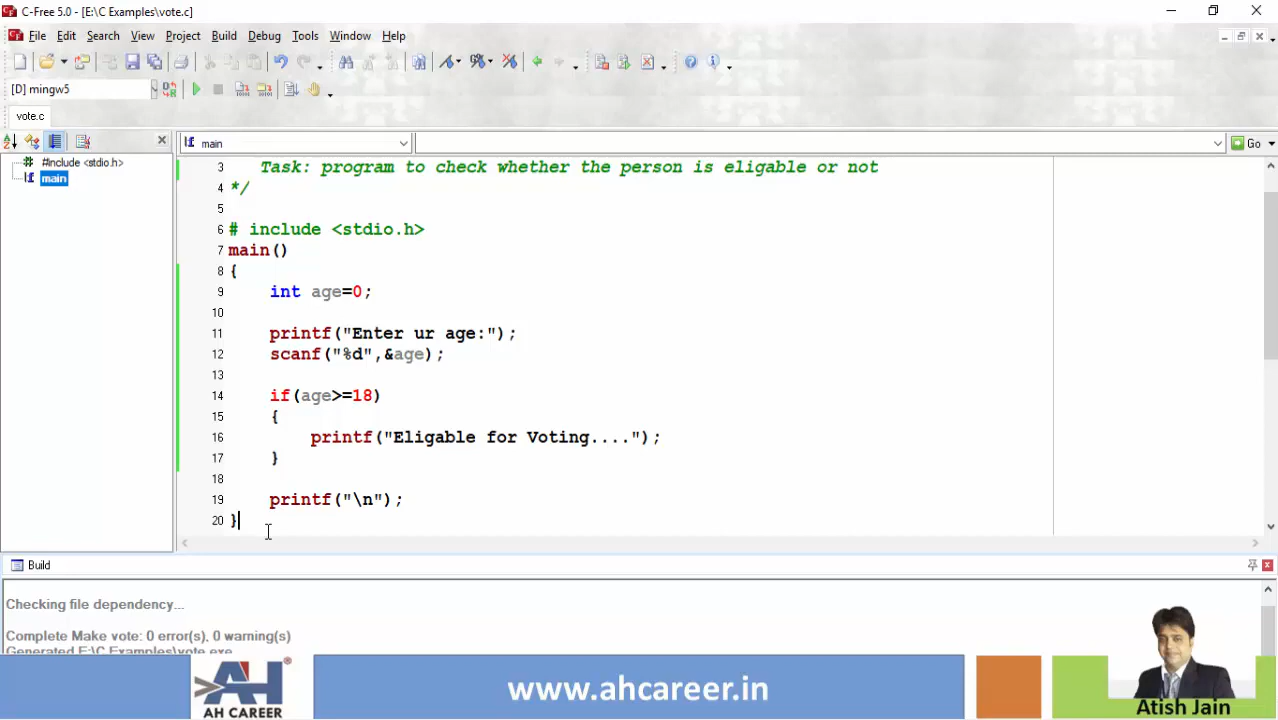 C-Free 5.0 - [E:\C Examples\vote.c]
File Edit Search View Project Build Debug Tools Window Help
[D] mingw5
vote.c
main
Go
#include <stdio.h>
main
3 Task: program to check whether the person is eligable or not
4 */
5
6 # include <stdio.h>
7 main()
8 {
9 int age=0;
10
11 printf("Enter ur age:");
12 scanf("%d",&age);
13
14 if(age>=18)
15 {
16 printf("Eligable for Voting....");
17 }
18
19 printf("\n");
20 }
Build
Checking file dependency...
Complete Make vote: 0 error(s), 0 warning(s)
Generated E:\C Examples\vote.exe
AH
AH CAREER
www.ahcareer.in
Atish Jain